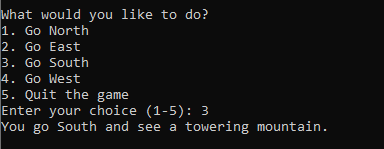 What would you like to do?
1. Go North
2. Go East
3. Go South
4. Go West
5. Quit the game
Enter your choice (1-5): 3
You go South and see a towering mountain.